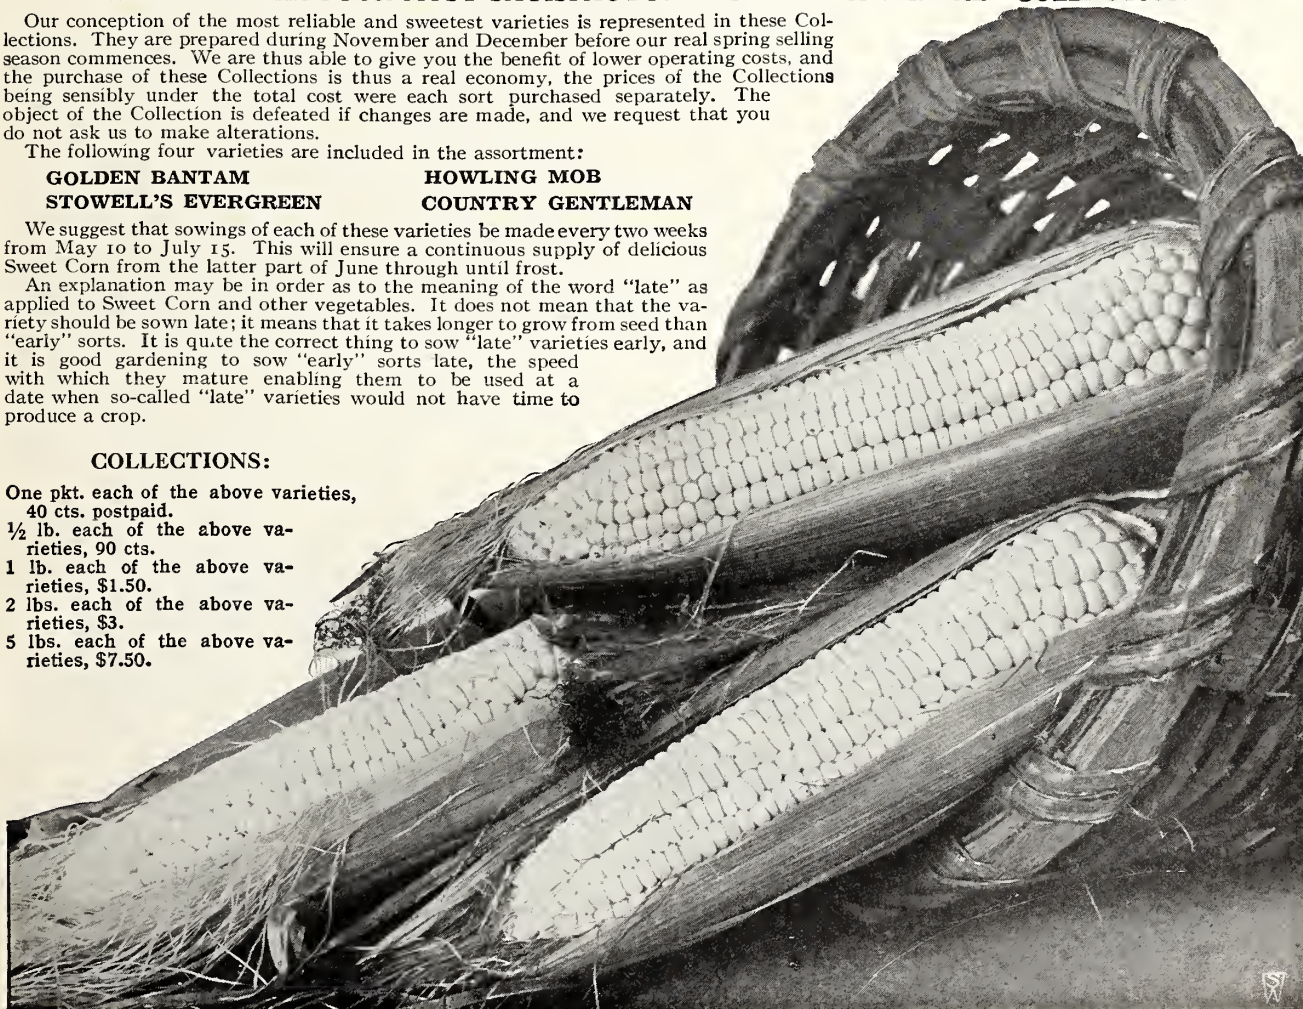 Our conception of the most reliable and sweetest varieties is represented in these Col-
lections. They are prepared during November and December before our real spring selling
season commences. We are thus able to give you the benefit of lower operating costs, and
the purchase of these Collections is thus a real economy, the prices of the Collections
being sensibly under the total cost were each sort purchased separately. The
object of the Collection is defeated if changes are made, and we request that you
do not ask us to make alterations.
The following four varieties are included in the assortment:
GOLDEN BANTAM HOWLING MOB
STOWELL'S EVERGREEN COUNTRY GENTLEMAN
We suggest that sowings of each of these varieties be made every two weeks
from May 10 to July 15. This will ensure a continuous supply of delicious
Sweet Corn from the latter part of June through until frost.
An explanation may be in order as to the meaning of the word "late" as
applied to Sweet Corn and other vegetables. It does not mean that the va-
riety should be sown late; it means that it takes longer to grow from seed than
"early" sorts. It is qu.te the correct thing to sow "late" varieties early, and
it is good gardening to sow "early" sorts late, the speed
with which they mature enabling them to be used at a
date when so-called "late" varieties would not have time to
produce a crop.
COLLECTIONS:
One pkt. each of the above varieties,
40 cts. postpaid.
½ lb. each of the above va-
rieties, 90 cts.
1 lb. each of the above va-
rieties, $1.50.
2 lbs. each of the above va-
rieties, $3.
5 lbs. each of the above va-
rieties, $7.50.